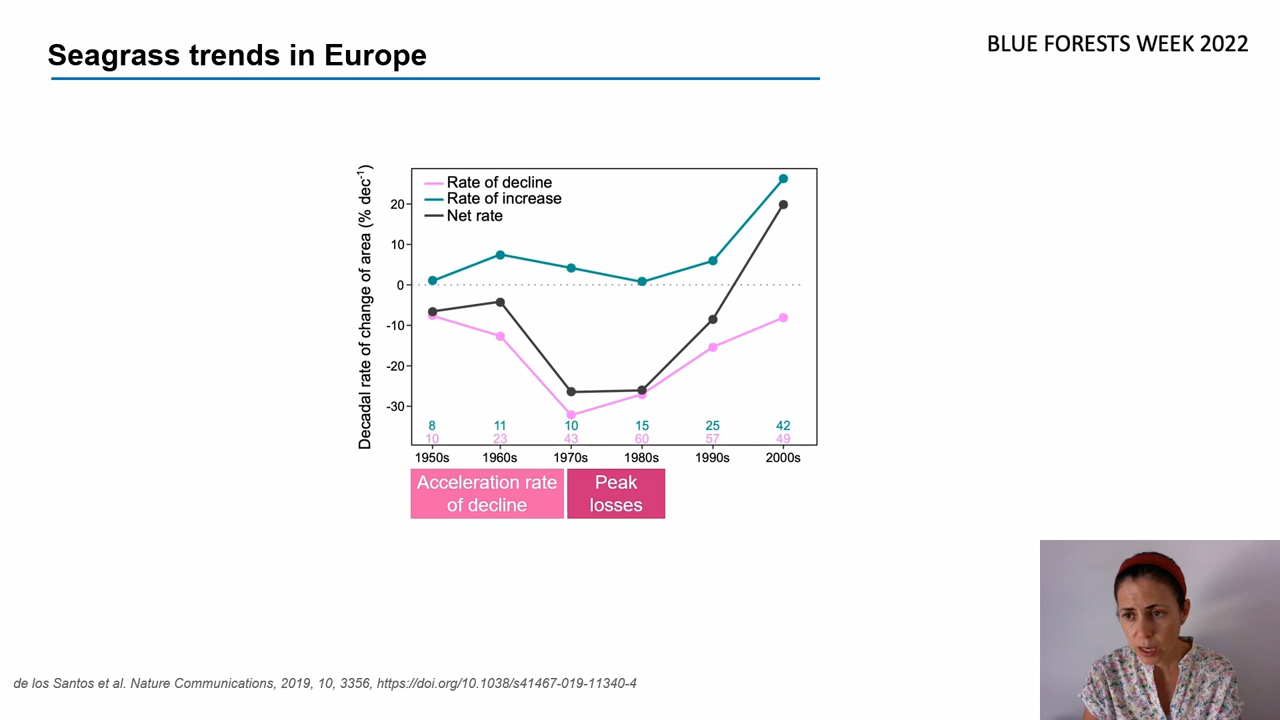 Seagrass trends in Europe
BLUE FORESTS WEEK 2022
Decadal rate of change of area (% dec⁻¹)
Rate of decline
Rate of increase
Net rate
20
10
0
-10
-20
-30
8 11 10 15 25 42
10 23 43 60 57 49
1950s 1960s 1970s 1980s 1990s 2000s
Acceleration rate
of decline
Peak
losses
de los Santos et al. Nature Communications, 2019, 10, 3356, https://doi.org/10.1038/s41467-019-11340-4